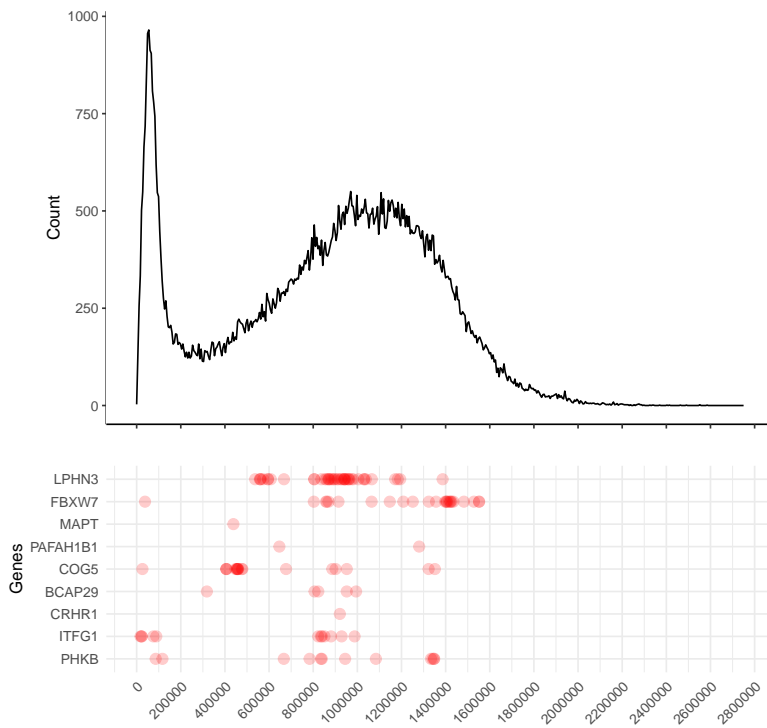 1000
750
500
250
0
Count
LPHN3
FBXW7
MAPT
PAFAH1B1
COG5
BCAP29
CRHR1
ITFG1
PHKB
Genes
0
200000
400000
600000
800000
1000000
1200000
1400000
1600000
1800000
2000000
2200000
2400000
2600000
2800000